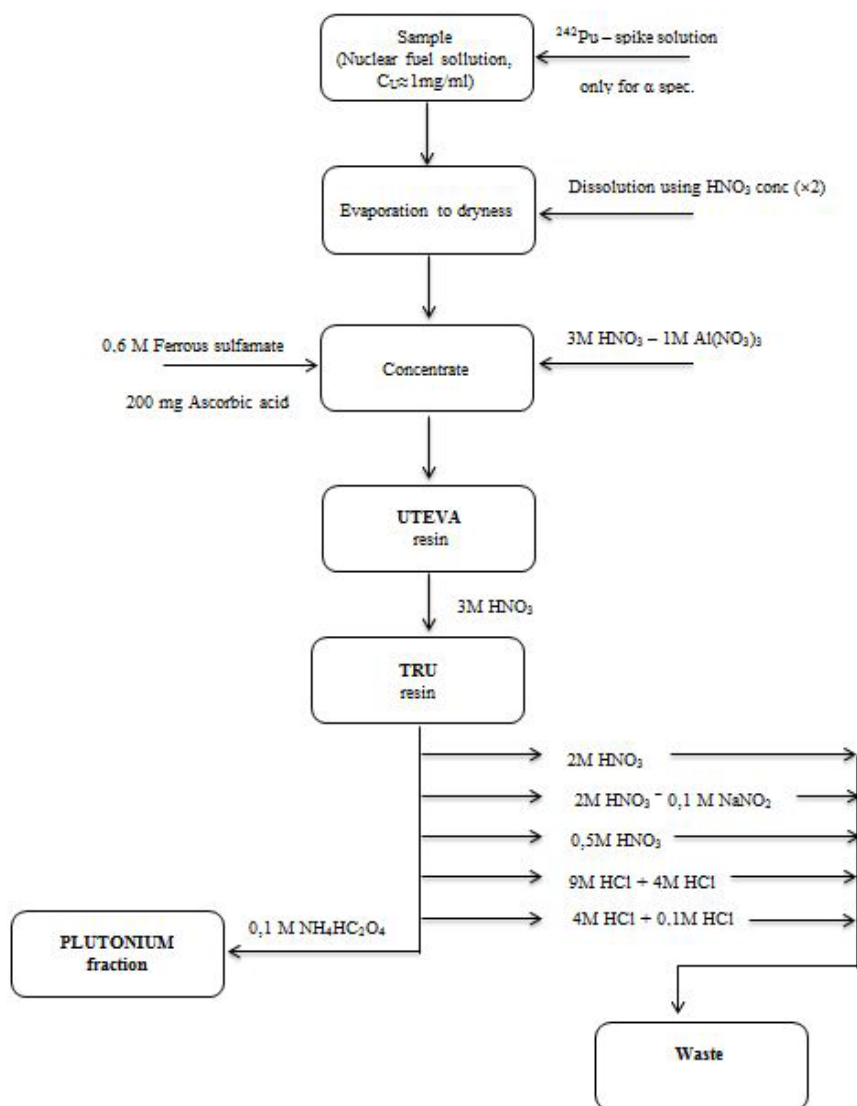 Sample
(Nuclear fuel sollution,
C_U≈1mg/ml)
²⁴²Pu – spike solution
only for α spec.
Evaporation to dryness
Dissolution using HNO₃ conc (×2)
0,6 M Ferrous sulfamate
200 mg Ascorbic acid
Concentrate
3M HNO₃ – 1M Al(NO₃)₃
UTEVA
resin
3M HNO₃
TRU
resin
2M HNO₃
2M HNO₃ – 0,1 M NaNO₂
0,5M HNO₃
9M HCl + 4M HCl
4M HCl + 0,1M HCl
0,1 M NH₄HC₂O₄
PLUTONIUM
fraction
Waste